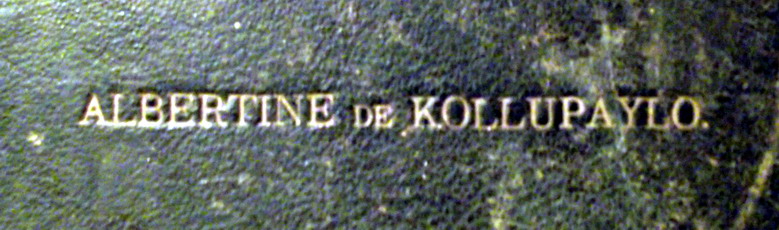 ALBERTINE DE KOLLUPAYLO.